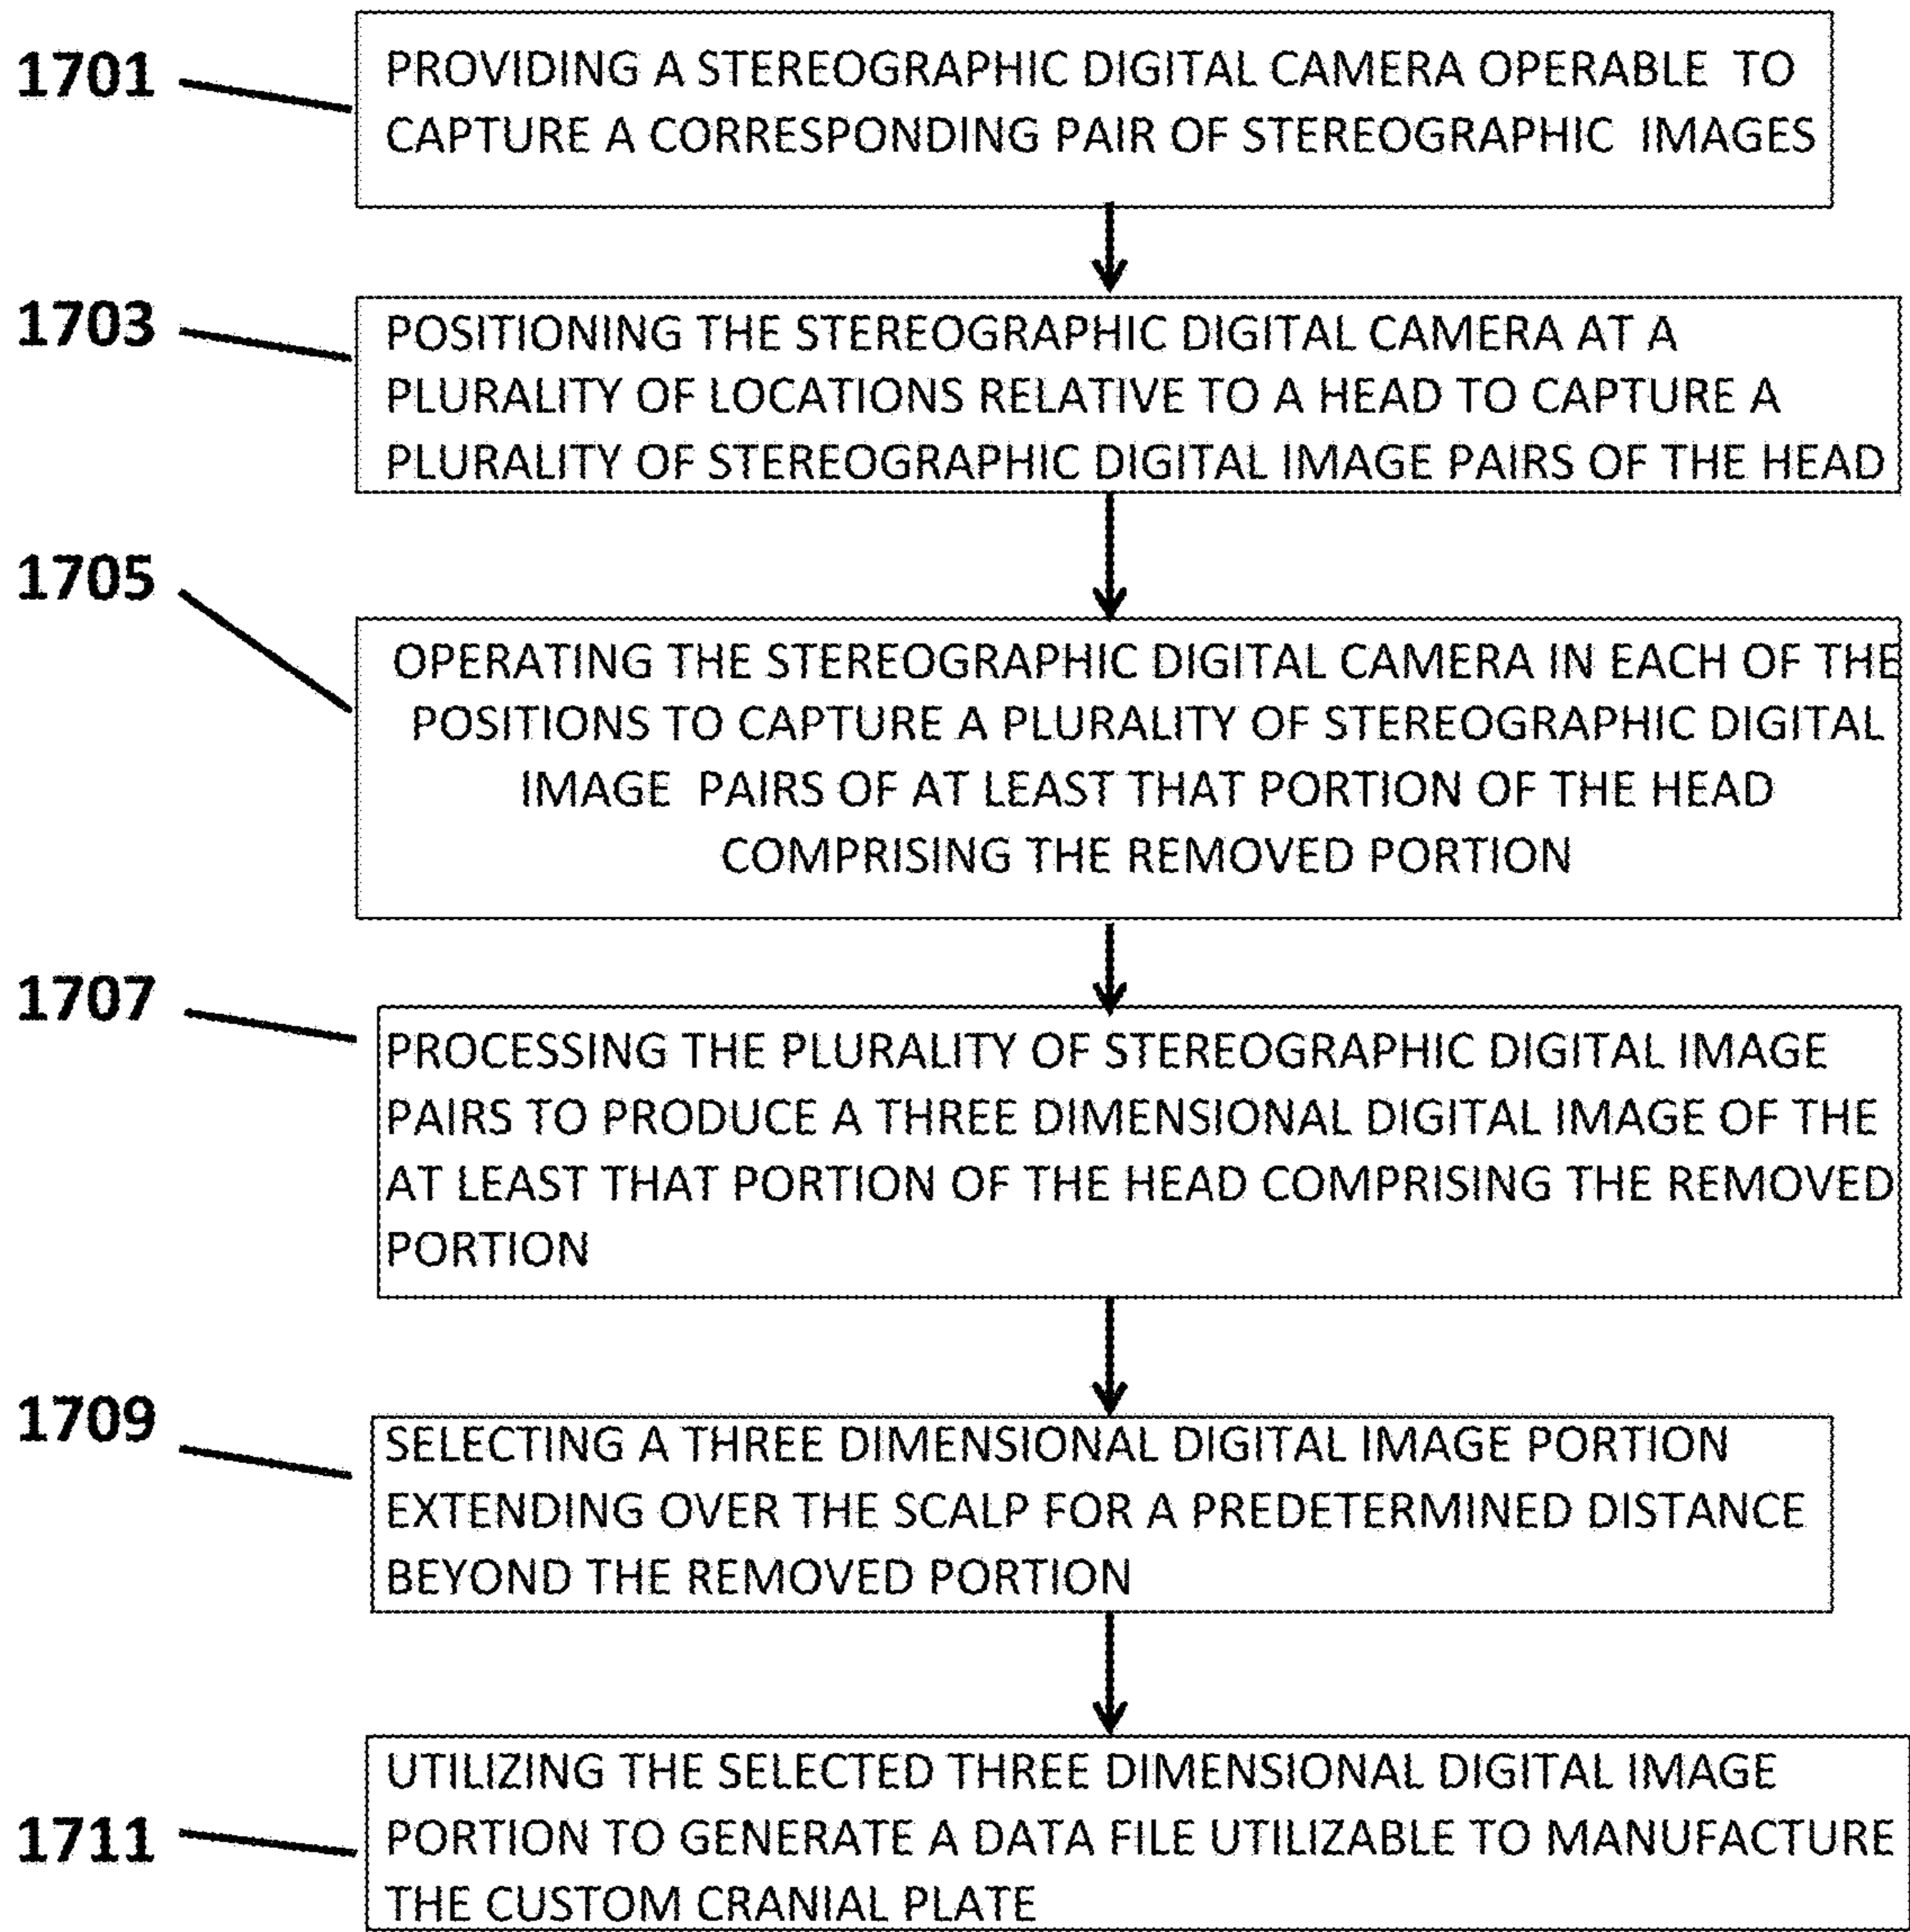 1701
PROVIDING A STEREOGRAPHIC DIGITAL CAMERA OPERABLE TO
CAPTURE A CORRESPONDING PAIR OF STEREOGRAPHIC IMAGES
1703
POSITIONING THE STEREOGRAPHIC DIGITAL CAMERA AT A
PLURALITY OF LOCATIONS RELATIVE TO A HEAD TO CAPTURE A
PLURALITY OF STEREOGRAPHIC DIGITAL IMAGE PAIRS OF THE HEAD
1705
OPERATING THE STEREOGRAPHIC DIGITAL CAMERA IN EACH OF THE
POSITIONS TO CAPTURE A PLURALITY OF STEREOGRAPHIC DIGITAL
IMAGE PAIRS OF AT LEAST THAT PORTION OF THE HEAD
COMPRISING THE REMOVED PORTION
1707
PROCESSING THE PLURALITY OF STEREOGRAPHIC DIGITAL IMAGE
PAIRS TO PRODUCE A THREE DIMENSIONAL DIGITAL IMAGE OF THE
AT LEAST THAT PORTION OF THE HEAD COMPRISING THE REMOVED
PORTION
1709
SELECTING A THREE DIMENSIONAL DIGITAL IMAGE PORTION
EXTENDING OVER THE SCALP FOR A PREDETERMINED DISTANCE
BEYOND THE REMOVED PORTION
1711
UTILIZING THE SELECTED THREE DIMENSIONAL DIGITAL IMAGE
PORTION TO GENERATE A DATA FILE UTILIZABLE TO MANUFACTURE
THE CUSTOM CRANIAL PLATE